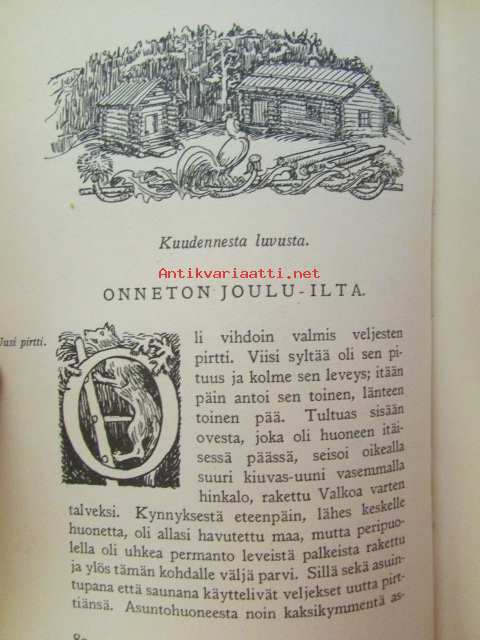 Kuudennesta luvusta.
Antikvariaatti.net
ONNETON JOULU-ILTA.
Uusi pirtti.
Oli vihdoin valmis veljesten
pirtti. Viisi syltää oli sen pi-
tuus ja kolme sen leveys; itään
päin antoi sen toinen, länteen
toinen pää. Tultuas sisään
ovesta, joka oli huoneen itäi-
sessä päässä, seisoi oikealla
suuri kiuvas-uuni vasemmalla
hinkalo, rakettu Valkoa varten
talveksi. Kynnyksestä eteenpäin, lähes keskelle
huonetta, oli allasi havutettu maa, mutta peripuo-
lella oli uhkea permanto leveistä palkeista rakettu
ja ylös tämän kohdalle väljä parvi. Sillä sekä asuin-
tupana että saunana käyttelivät veljekset uutta pirt-
tiänsä. Asuntohuoneesta noin kaksikymmentä as-